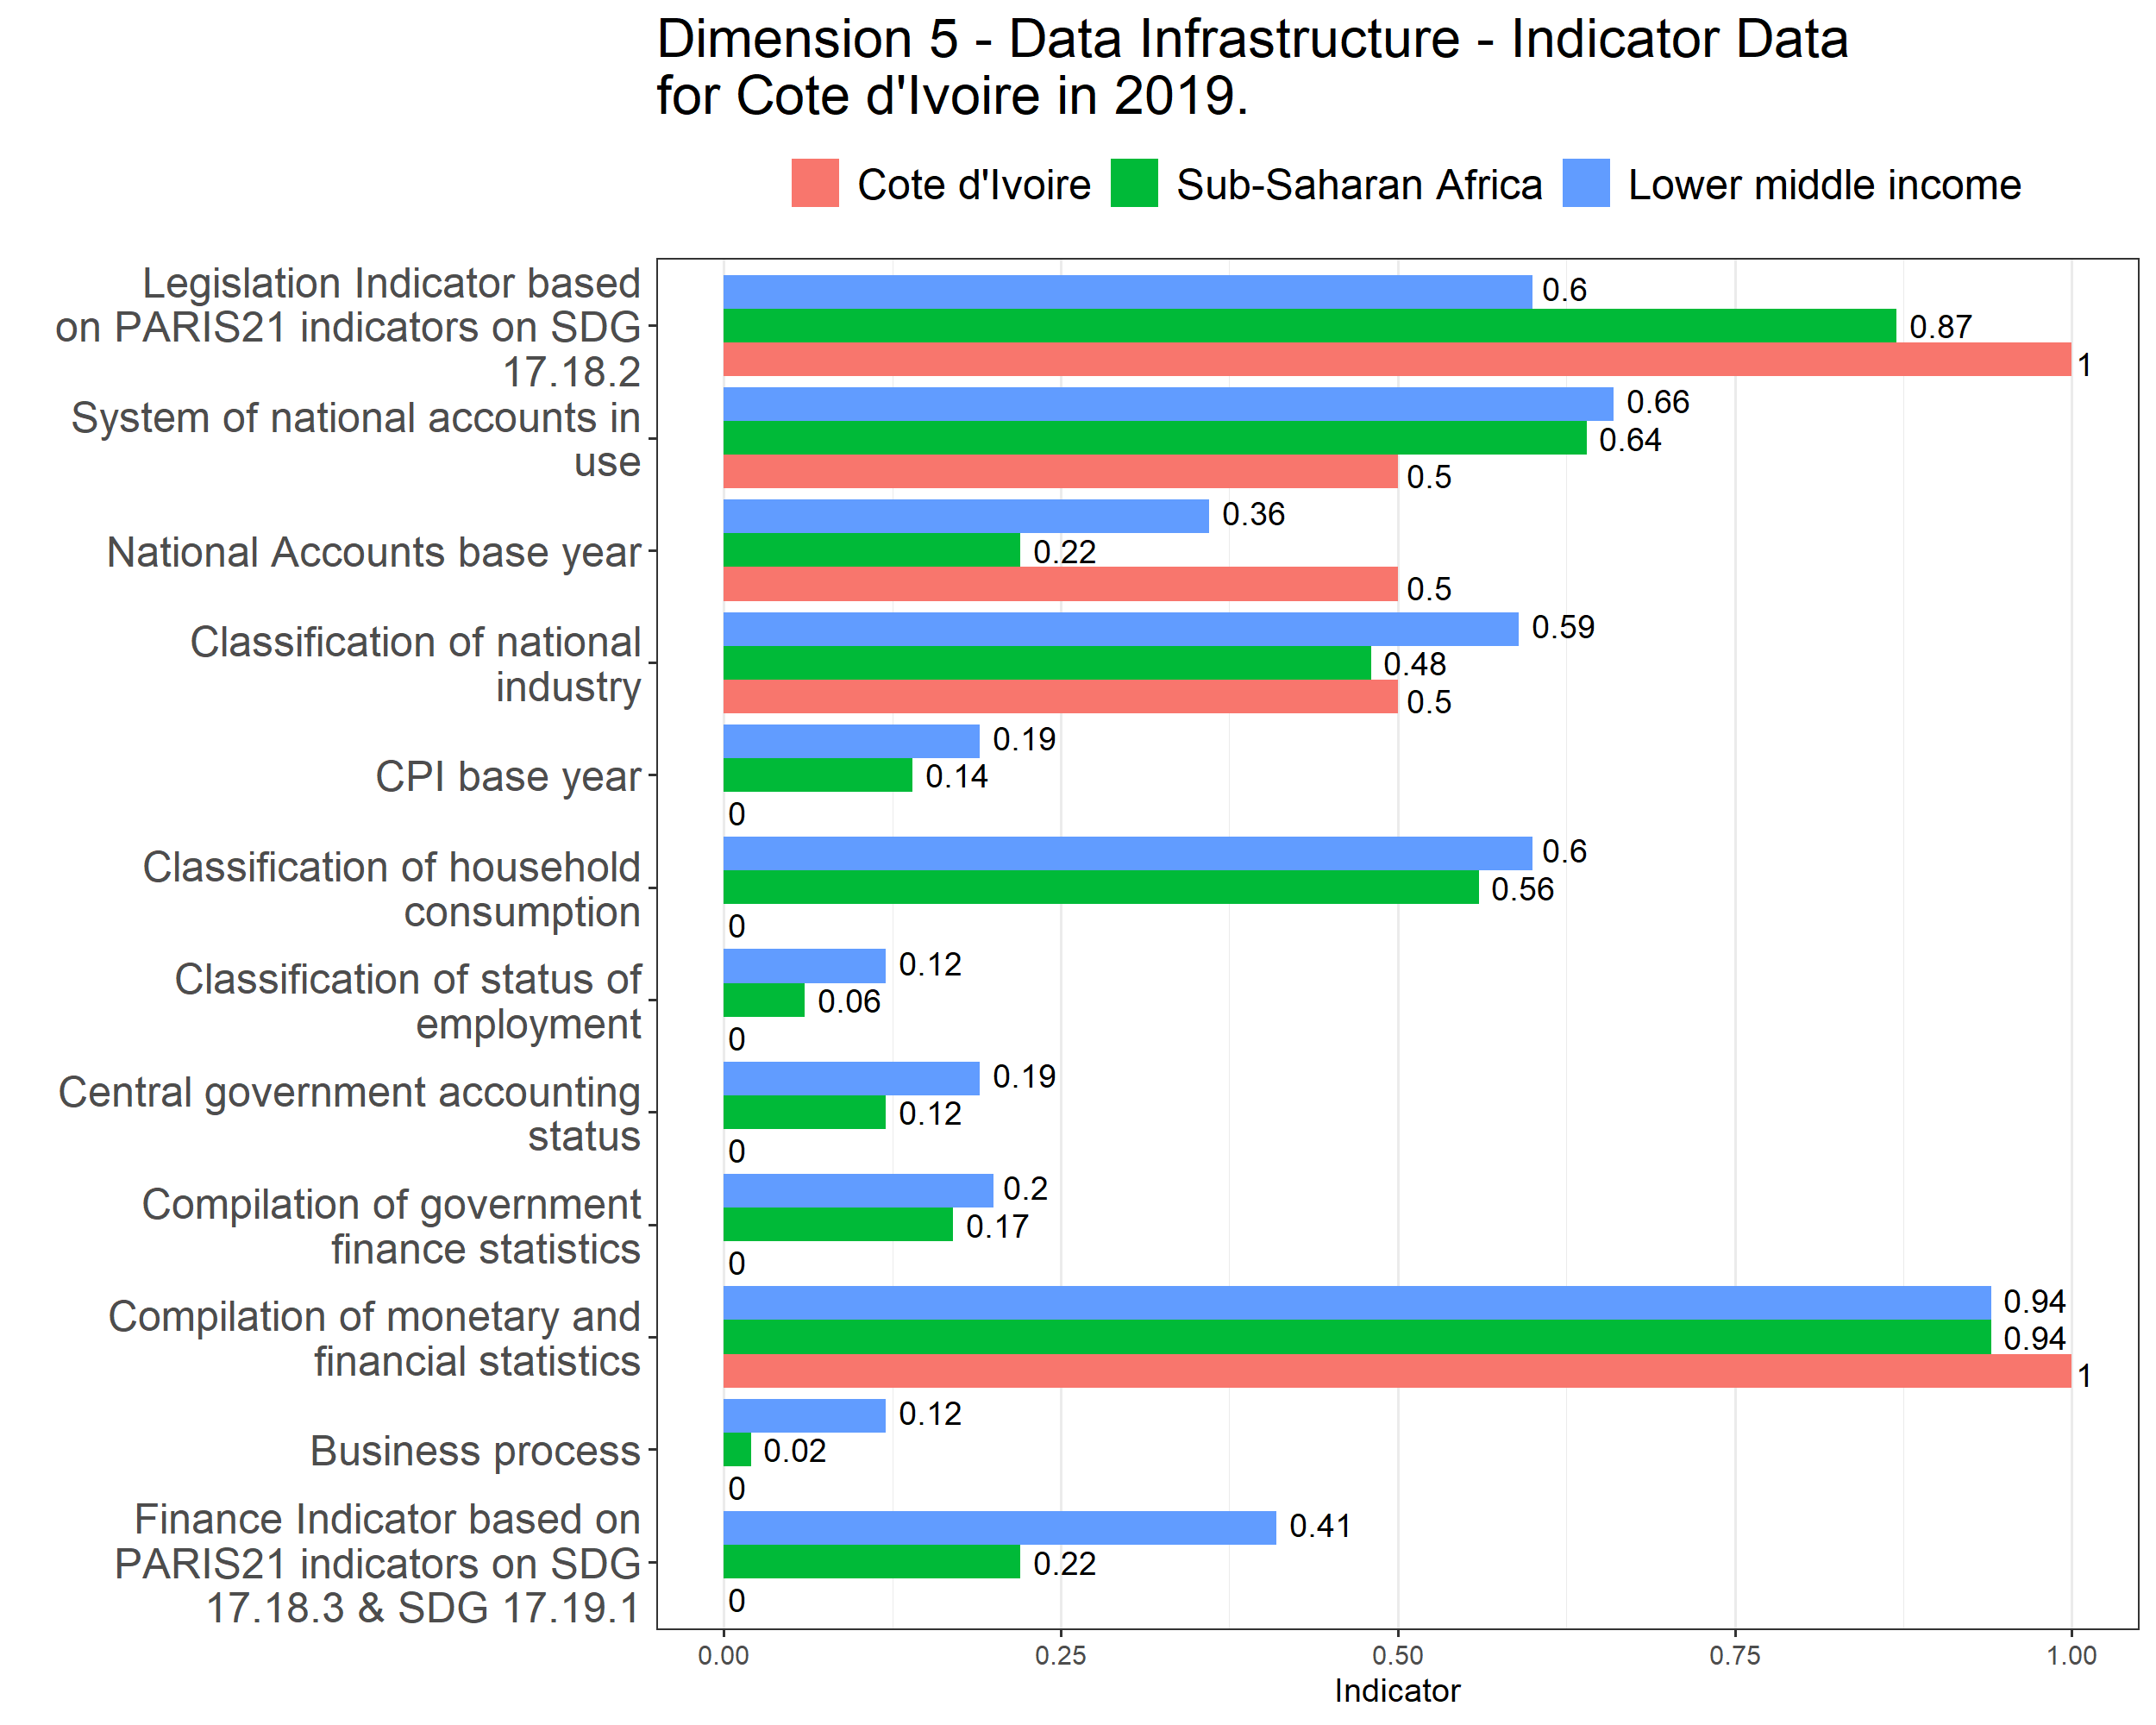 Dimension 5 - Data Infrastructure - Indicator Data
for Cote d'Ivoire in 2019.
Cote d'Ivoire Sub-Saharan Africa Lower middle income
Legislation Indicator based
on PARIS21 indicators on SDG
17.18.2
0.6
0.87
1
System of national accounts in
use
0.66
0.64
0.5
National Accounts base year
0.36
0.22
0.5
Classification of national
industry
0.59
0.48
0.5
CPI base year
0.19
0.14
0
Classification of household
consumption
0.6
0.56
0
Classification of status of
employment
0.12
0.06
0
Central government accounting
status
0.19
0.12
0
Compilation of government
finance statistics
0.2
0.17
0
Compilation of monetary and
financial statistics
0.94
0.94
1
Business process
0.12
0.02
0
Finance Indicator based on
PARIS21 indicators on SDG
17.18.3 & SDG 17.19.1
0.41
0.22
0
0.00 0.25 0.50 0.75 1.00
Indicator